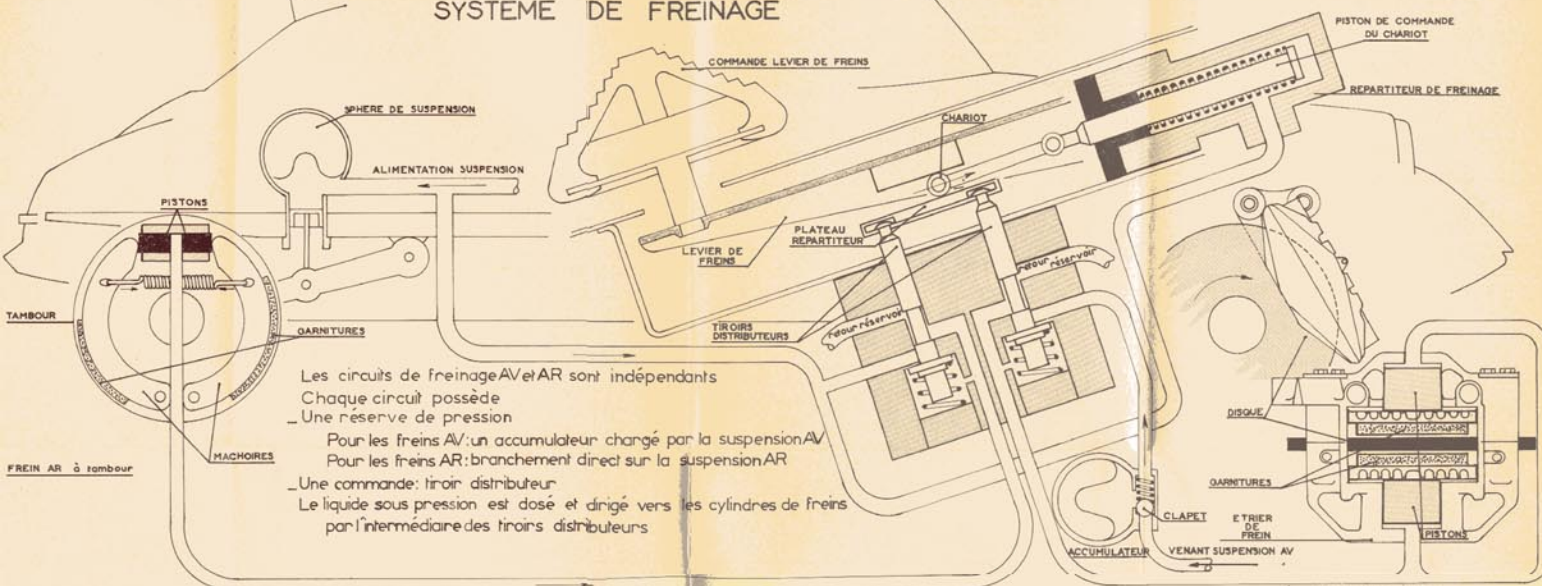 SYSTEME DE FREINAGE
PISTON DE COMMANDE
DU CHARIOT
COMMANDE LEVIER DE FREINS
REPARTITEUR DE FREINAGE
SPHERE DE SUSPENSION
CHARIOT
ALIMENTATION SUSPENSION
PISTONS
PLATEAU
REPARTITEUR
LEVIER DE
FREINS
retour réservoir
TAMBOUR
GARNITURES
TIROIRS
DISTRIBUTEURS
retour réservoir
Les circuits de freinage AV et AR sont indépendants
Chaque circuit possède
_ Une réserve de pression
Pour les freins AV: un accumulateur chargé par la suspension AV
Pour les freins AR: branchement direct sur la suspension AR
_ Une commande: tiroir distributeur
Le liquide sous pression est dosé et dirigé vers les cylindres de freins
par l'intermédiaire des tiroirs distributeurs
MACHOIRES
FREIN AR à tambour
DISQUE
GARNITURES
CLAPET
ETRIER
DE
FREIN
PISTONS
ACCUMULATEUR
VENANT SUSPENSION AV